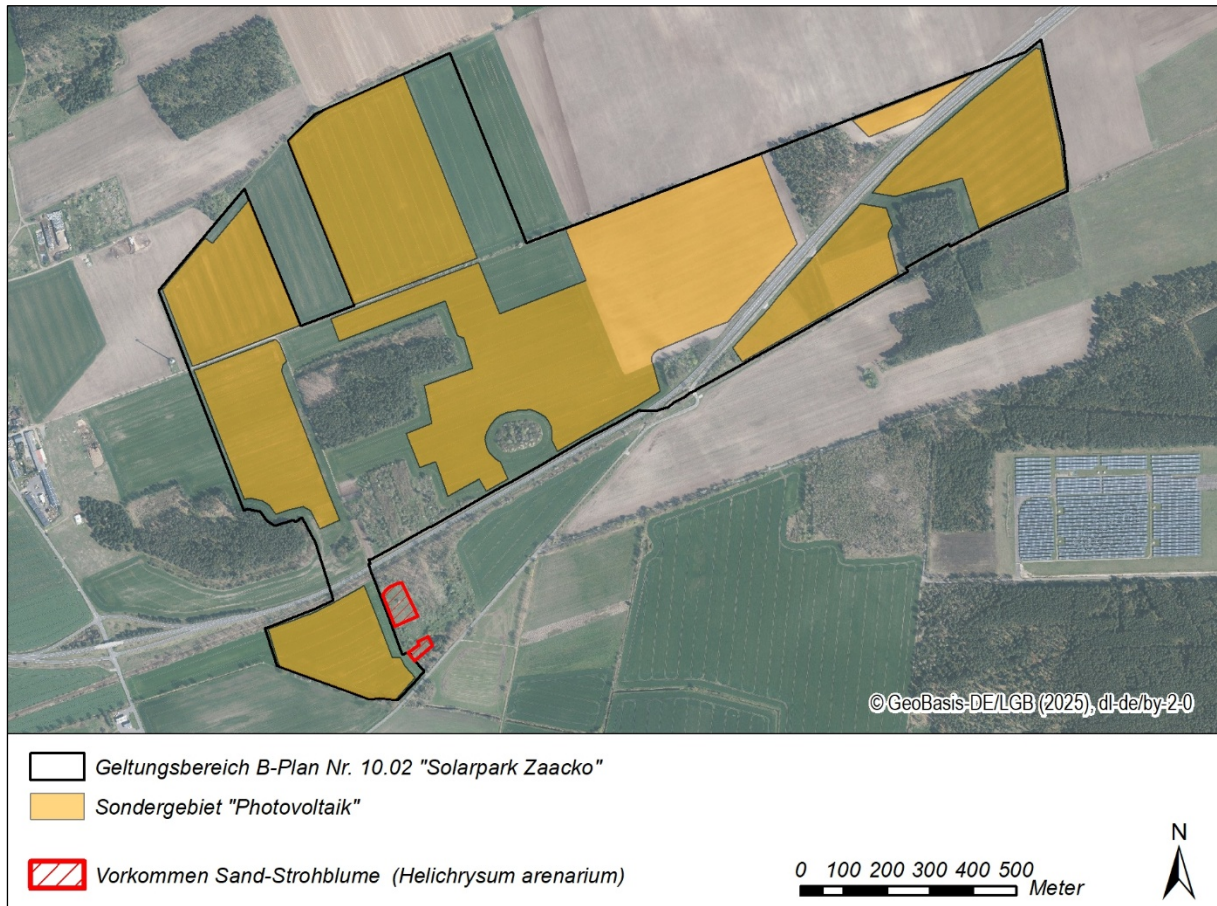 © GeoBasis-DE/LGB (2025), dl-de/by-2-0
Geltungsbereich B-Plan Nr. 10.02 "Solarpark Zaacko"
Sondergebiet "Photovoltaik"
Vorkommen Sand-Strohblume (Helichrysum arenarium)
0 100 200 300 400 500
Meter
N